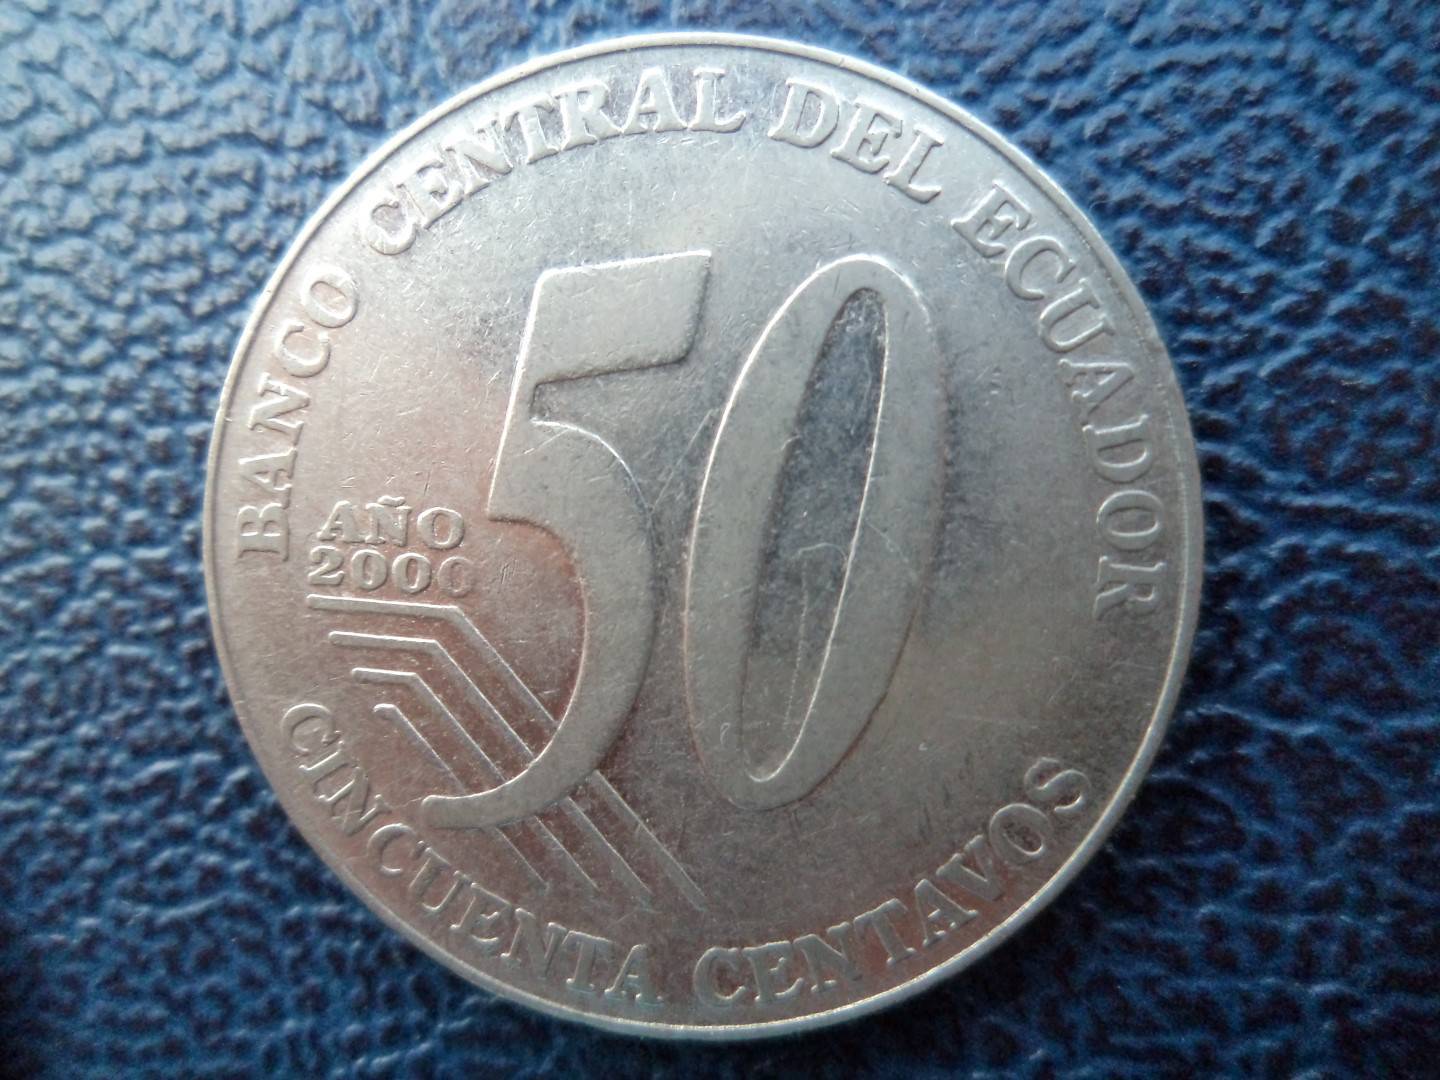 BANCO CENTRAL DEL ECUADOR
50
AÑO
2000
CINCUENTA CENTAVOS